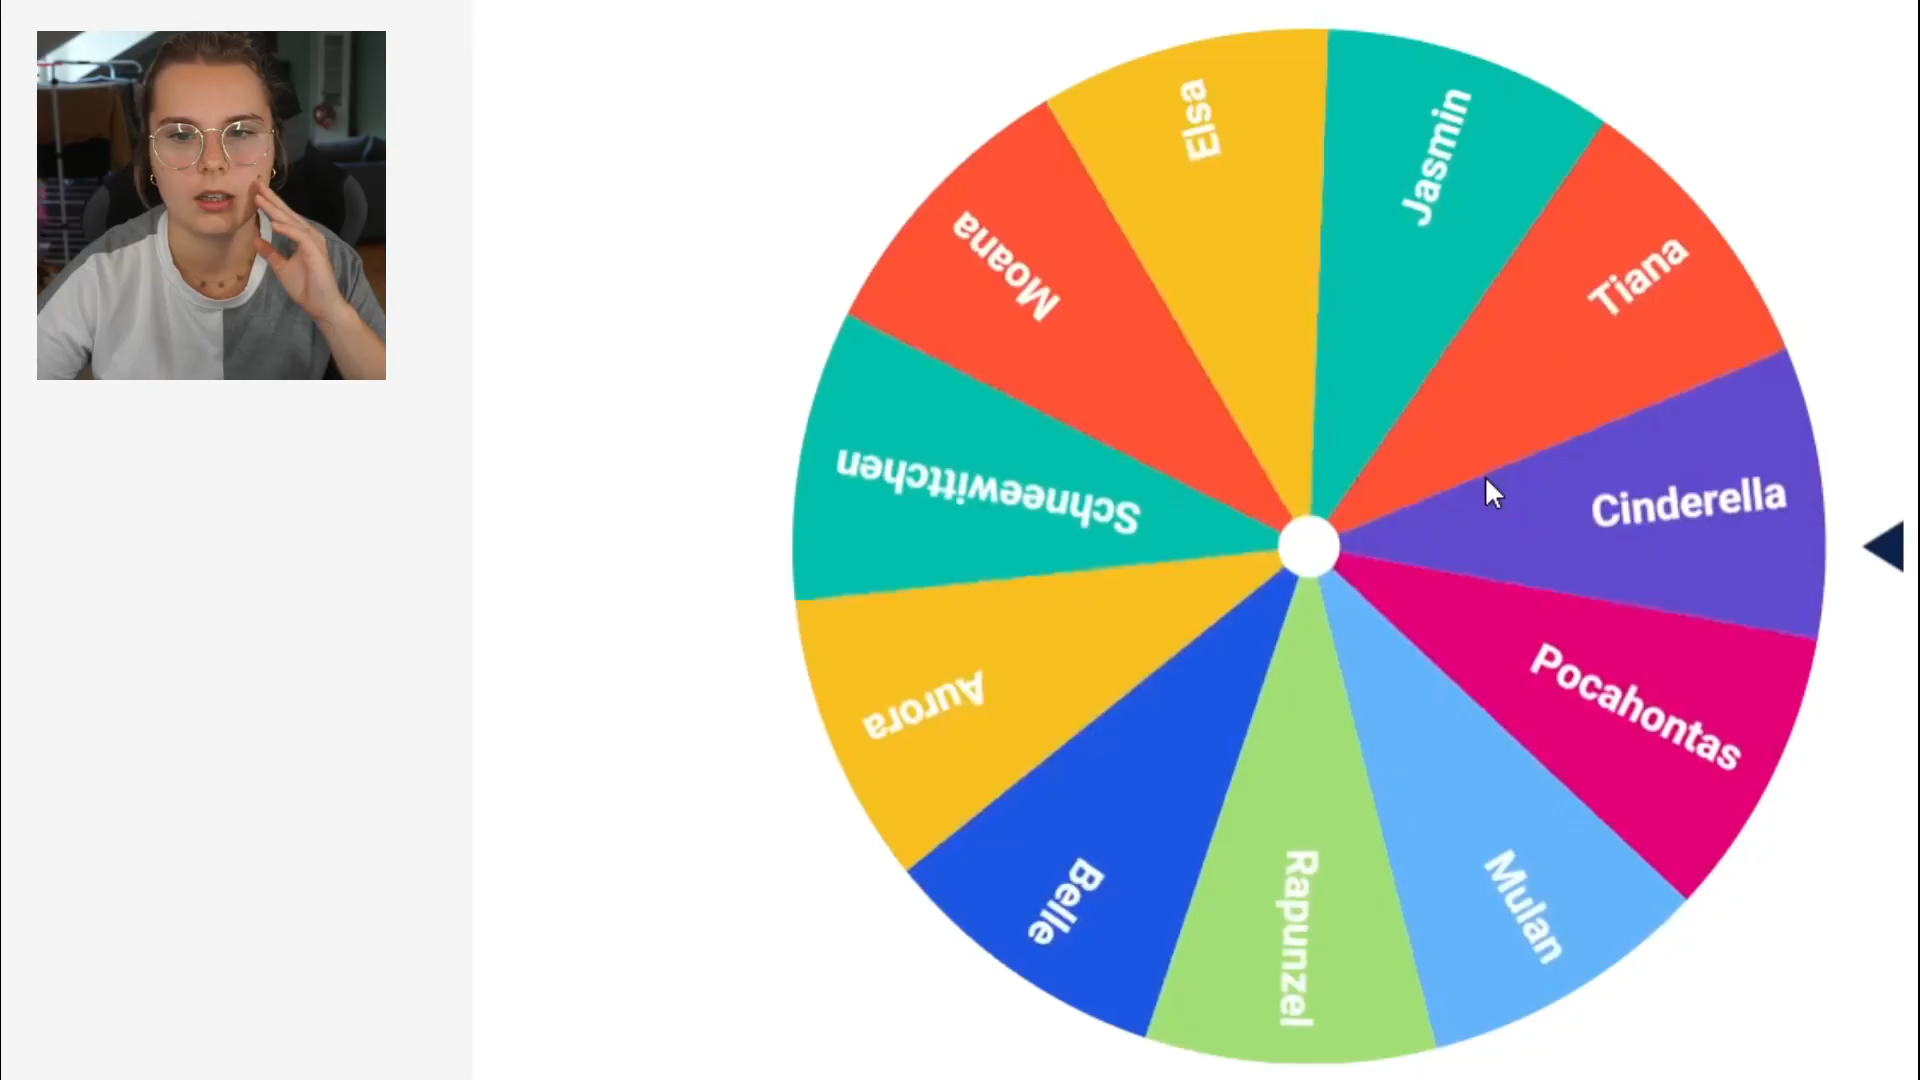 Elsa
Jasmin
Tiana
Cinderella
Pocahontas
Mulan
Rapunzel
Belle
Aurora
Schneewittchen
Moana